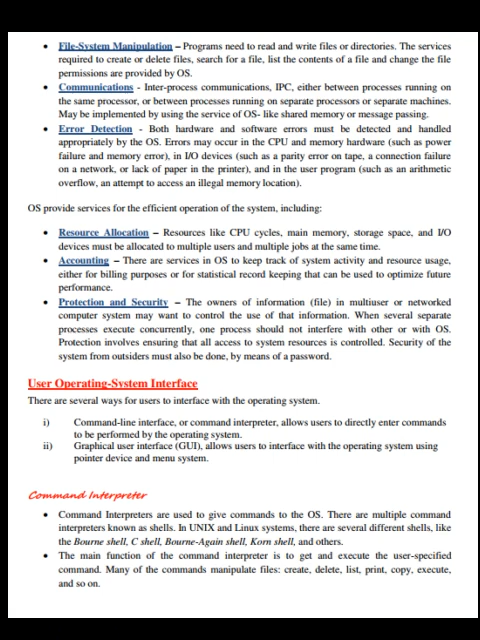 • File-System Manipulation – Programs need to read and write files or directories. The services
required to create or delete files, search for a file, list the contents of a file and change the file
permissions are provided by OS.
• Communications - Inter-process communications, IPC, either between processes running on
the same processor, or between processes running on separate processors or separate machines.
May be implemented by using the service of OS- like shared memory or message passing.
• Error Detection - Both hardware and software errors must be detected and handled
appropriately by the OS. Errors may occur in the CPU and memory hardware (such as power
failure and memory error), in I/O devices (such as a parity error on tape, a connection failure
on a network, or lack of paper in the printer), and in the user program (such as an arithmetic
overflow, an attempt to access an illegal memory location).
OS provide services for the efficient operation of the system, including:
• Resource Allocation – Resources like CPU cycles, main memory, storage space, and I/O
devices must be allocated to multiple users and multiple jobs at the same time.
• Accounting – There are services in OS to keep track of system activity and resource usage,
either for billing purposes or for statistical record keeping that can be used to optimize future
performance.
• Protection and Security – The owners of information (file) in multiuser or networked
computer system may want to control the use of that information. When several separate
processes execute concurrently, one process should not interfere with other or with OS.
Protection involves ensuring that all access to system resources is controlled. Security of the
system from outsiders must also be done, by means of a password.
User Operating-System Interface
There are several ways for users to interface with the operating system.
i) Command-line interface, or command interpreter, allows users to directly enter commands
to be performed by the operating system.
ii) Graphical user interface (GUI), allows users to interface with the operating system using
pointer device and menu system.
Command Interpreter
• Command Interpreters are used to give commands to the OS. There are multiple command
interpreters known as shells. In UNIX and Linux systems, there are several different shells, like
the Bourne shell, C shell, Bourne-Again shell, Korn shell, and others.
• The main function of the command interpreter is to get and execute the user-specified
command. Many of the commands manipulate files: create, delete, list, print, copy, execute,
and so on.